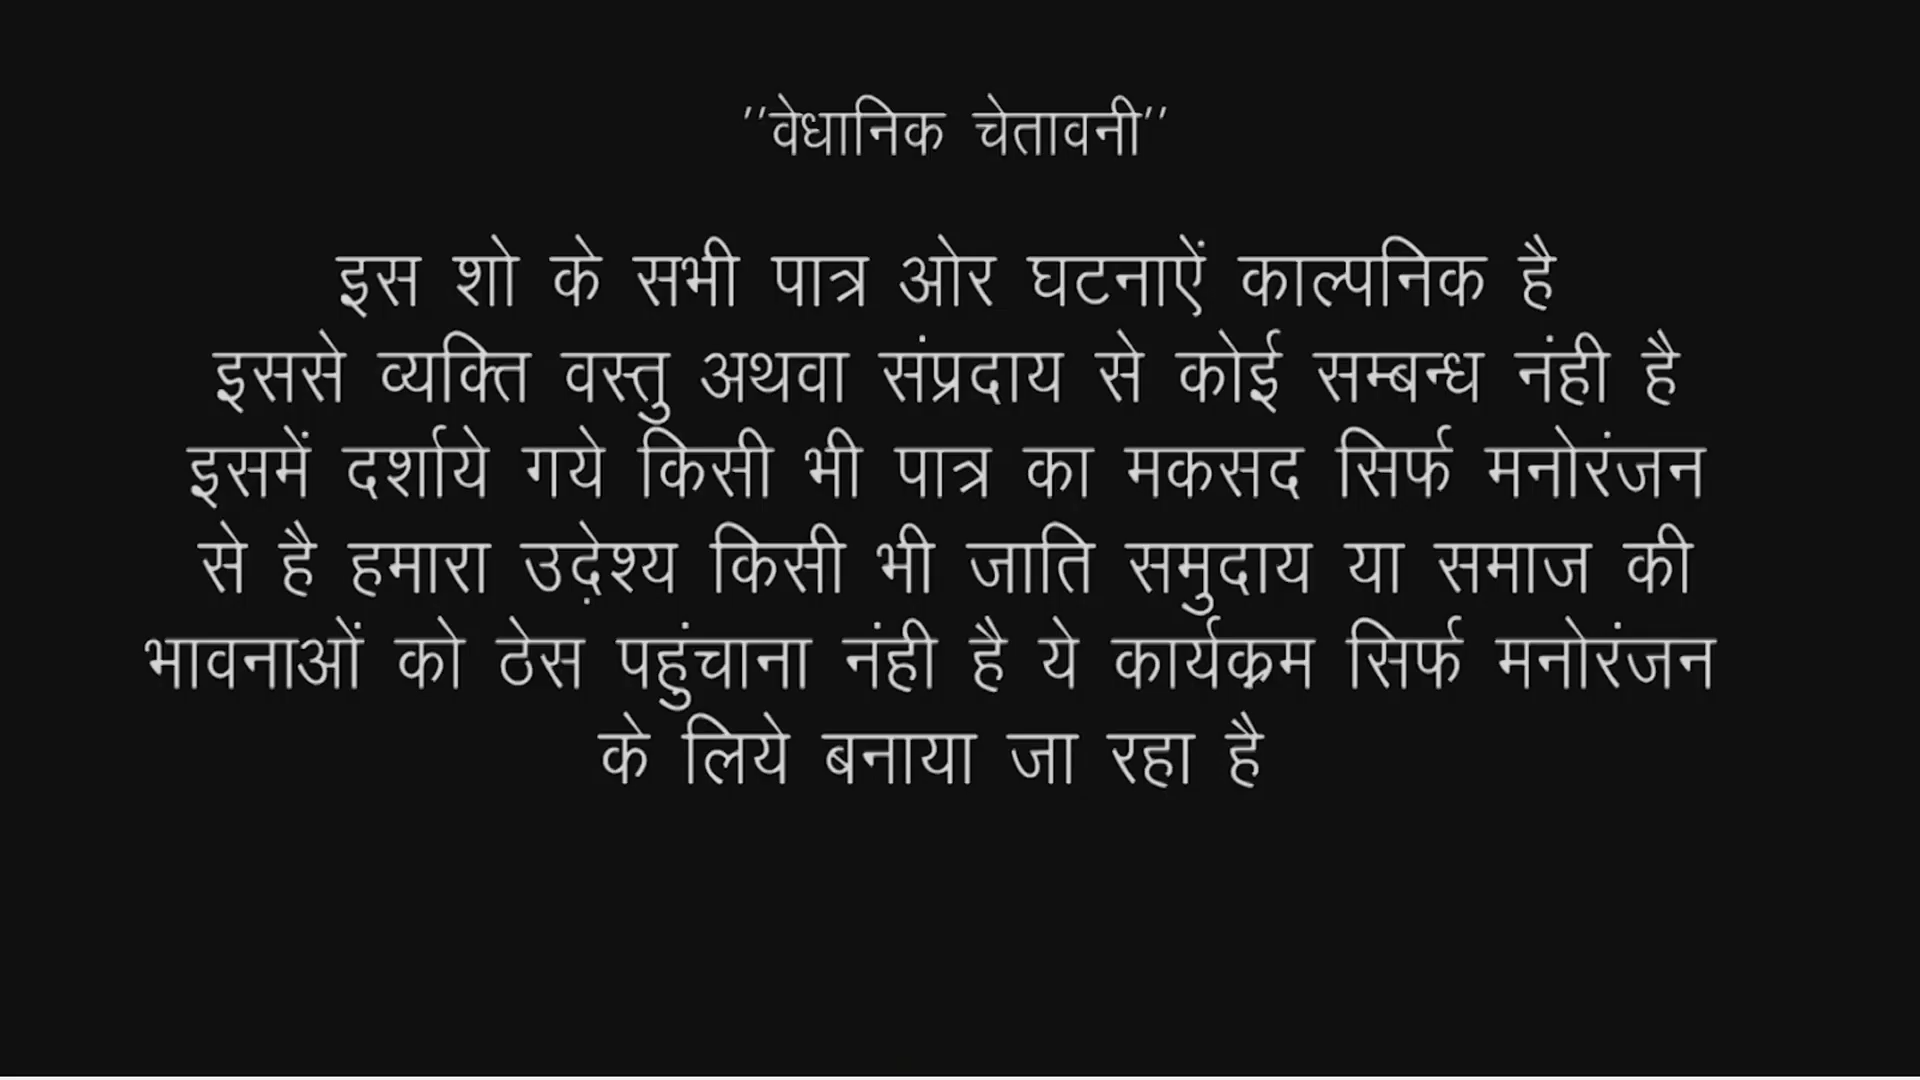 ''वेधानिक चेतावनी''
इस शो के सभी पात्र ओर घटनाऐं काल्पनिक है
इससे व्यक्ति वस्तु अथवा संप्रदाय से कोई सम्बन्ध नंही है
इसमें दर्शाये गये किसी भी पात्र का मकसद सिर्फ मनोरंजन
से है हमारा उद़ेश्य किसी भी जाति समुदाय या समाज की
भावनाओं को ठेस पहुंचाना नंही है ये कार्यक्रम सिर्फ मनोरंजन
के लिये बनाया जा रहा है